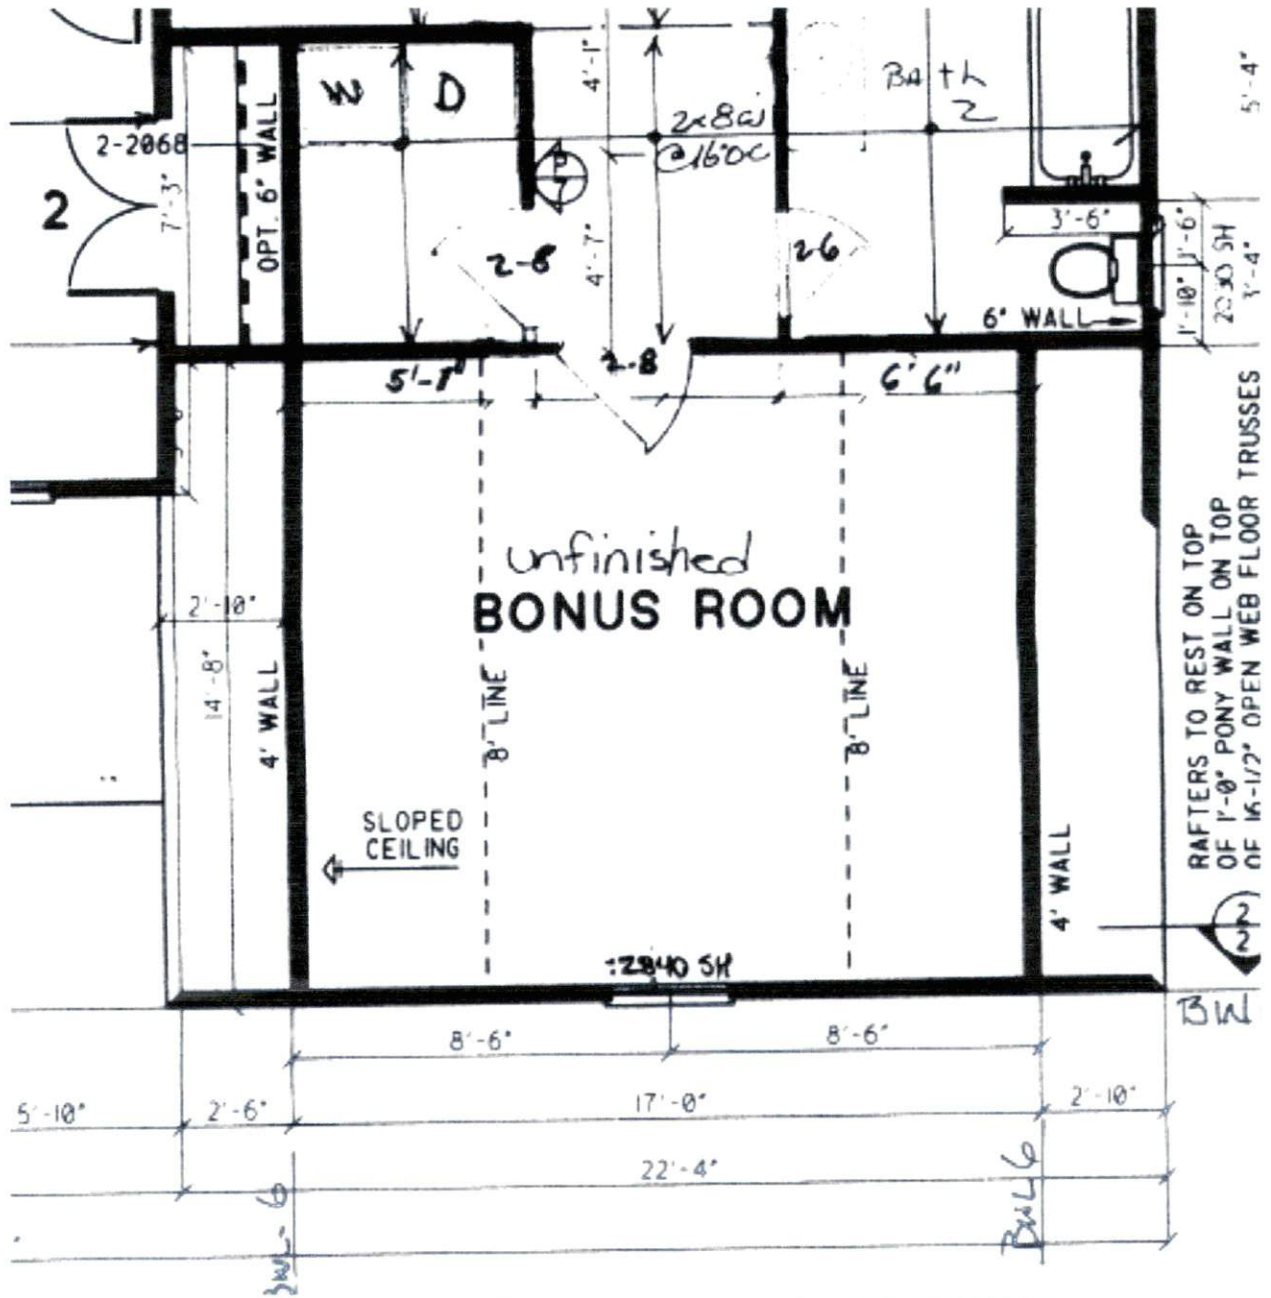 W D
BATH
2
2x8CJ
@16"OC
4'-1"
5'-4"
2-2068
7'-3"
OPT. 6" WALL
2
2-8
4'-7"
2-6
3'-6"
1'-6"
1'-10"
2030 SH
3'-4"
6" WALL
5'-1"
2-8
6'6"
unfinished
BONUS ROOM
2'-10"
14'-8"
4' WALL
8' LINE
8' LINE
SLOPED
CEILING
4' WALL
RAFTERS TO REST ON TOP
OF 1'-0" PONY WALL ON TOP
OF 16-1/2" OPEN WEB FLOOR TRUSSES
2
2
2840 SH
BW
8'-6" 8'-6"
5'-10" 2'-6" 17'-0" 2'-10"
22'-4"
BWL 6